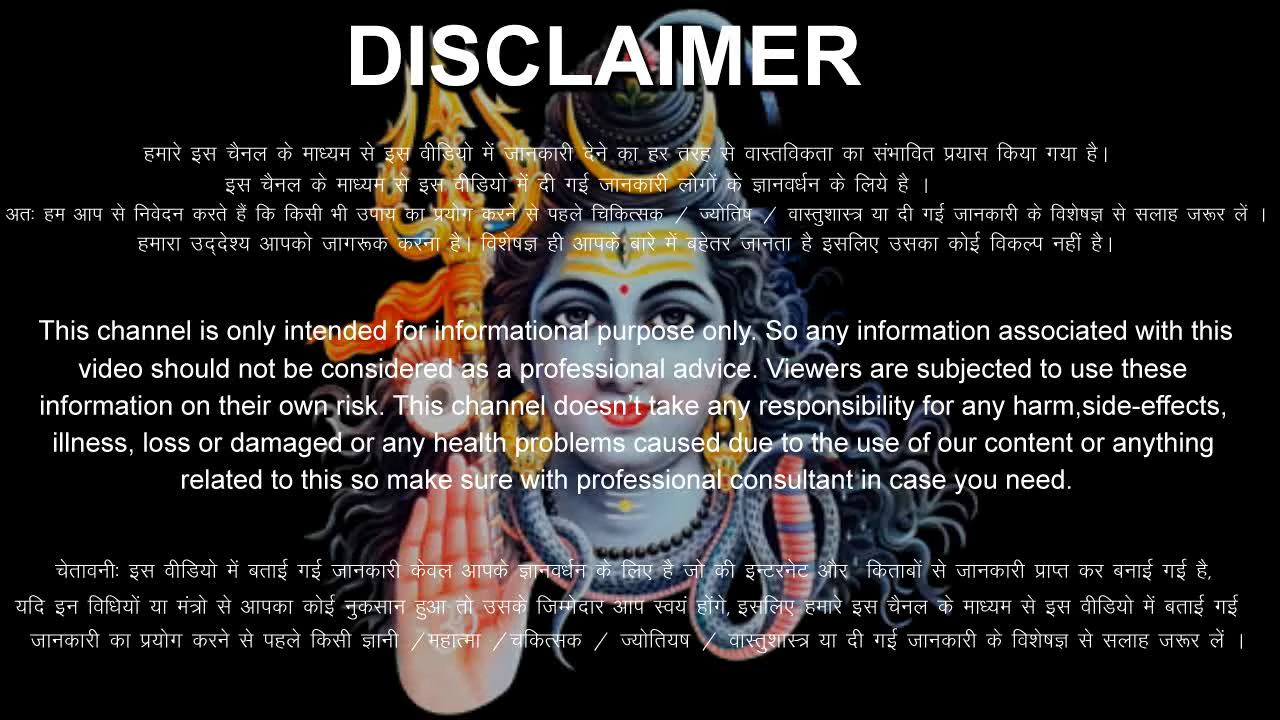 DISCLAIMER
हमारे इस चैनल के माध्यम से इस वीडियो में जानकारी देने का हर तरह से वास्तविकता का संभावित प्रयास किया गया है।
इस चैनल के माध्यम से इस वीडियो में दी गई जानकारी लोगों के ज्ञानवर्धन के लिये है ।
अतः हम आप से निवेदन करते हैं कि किसी भी उपाय का प्रयोग करने से पहले चिकित्सक / ज्योतिष / वास्तुशास्त्र या दी गई जानकारी के विशेषज्ञ से सलाह जरूर लें ।
हमारा उद्देश्य आपको जागरूक करना है। विशेषज्ञ ही आपके बारे में बहेतर जानता है इसलिए उसका कोई विकल्प नहीं है।
This channel is only intended for informational purpose only. So any information associated with this
video should not be considered as a professional advice. Viewers are subjected to use these
information on their own risk. This channel doesn't take any responsibility for any harm,side-effects,
illness, loss or damaged or any health problems caused due to the use of our content or anything
related to this so make sure with professional consultant in case you need.
चेतावनीः इस वीडियो में बताई गई जानकारी केवल आपके ज्ञानवर्धन के लिए है जो की इन्टरनेट और किताबों से जानकारी प्राप्त कर बनाई गई है,
यदि इन विधियों या मंत्रो से आपका कोई नुकसान हुआ तो उसके जिम्मेदार आप स्वयं होंगे, इसलिए हमारे इस चैनल के माध्यम से इस वीडियो में बताई गई
जानकारी का प्रयोग करने से पहले किसी ज्ञानी /महात्मा /चकित्सक / ज्योतियष / वास्तुशास्त्र या दी गई जानकारी के विशेषज्ञ से सलाह जरूर लें ।